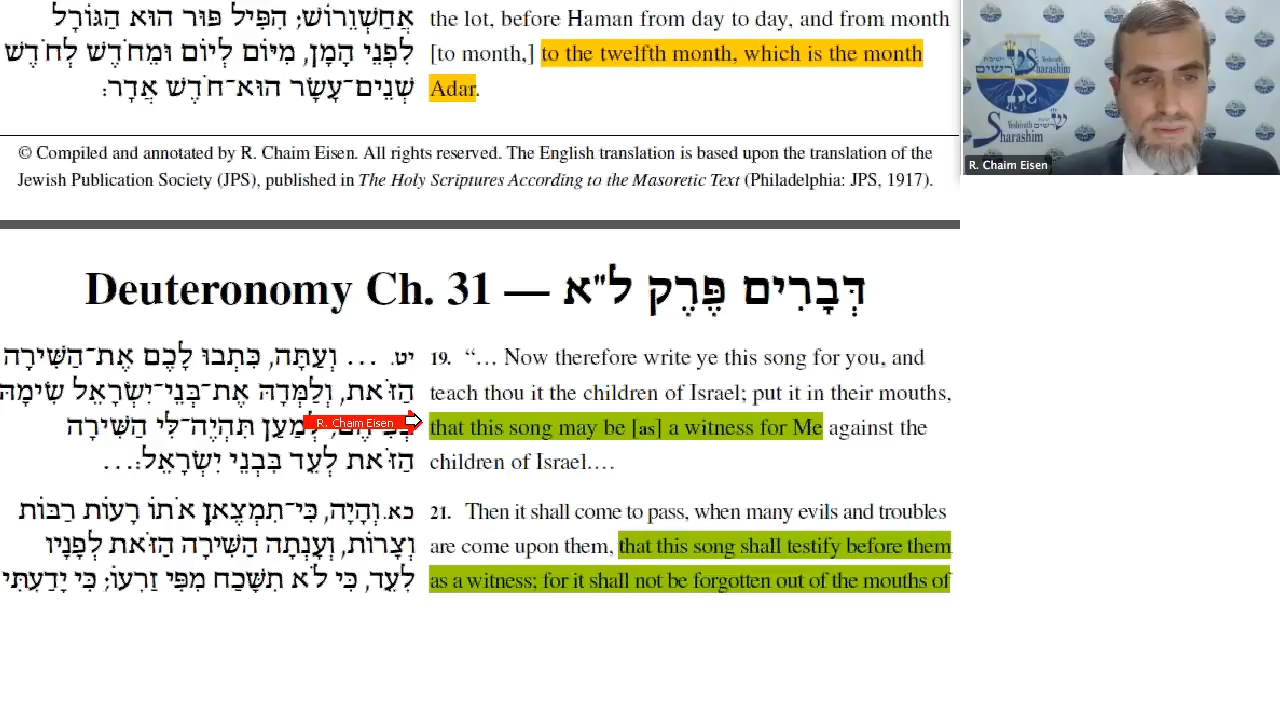 אֲחַשְׁוֵרוֹשׁ; הִפִּיל פּוּר הוּא הַגּוֹרָל
לִפְנֵי הָמָן, מִיּוֹם לְיוֹם וּמֵחֹדֶשׁ לְחֹדֶשׁ
שְׁנֵים־עָשָׂר הוּא־חֹדֶשׁ אֲדָר:
the lot, before Haman from day to day, and from month
[to month,] to the twelfth month, which is the month
Adar.
© Compiled and annotated by R. Chaim Eisen. All rights reserved. The English translation is based upon the translation of the
Jewish Publication Society (JPS), published in The Holy Scriptures According to the Masoretic Text (Philadelphia: JPS, 1917).
Deuteronomy Ch. 31 — דְּבָרִים פֶּרֶק ל"א
יט. ... וְעַתָּה, כִּתְבוּ לָכֶם אֶת־הַשִּׁירָה
הַזֹּאת, וְלַמְּדָהּ אֶת־בְּנֵי־יִשְׂרָאֵל שִׂימָהּ
לְמַעַן תִּהְיֶה־לִּי הַשִּׁירָה
הַזֹּאת לְעֵד בִּבְנֵי יִשְׂרָאֵל:...
19. “... Now therefore write ye this song for you, and
teach thou it the children of Israel; put it in their mouths,
that this song may be [as] a witness for Me against the
children of Israel....
כא. וְהָיָה, כִּי־תִמְצֶאןָ אֹתוֹ רָעוֹת רַבּוֹת
וְצָרוֹת, וְעָנְתָה הַשִּׁירָה הַזֹּאת לְפָנָיו
לְעֵד, כִּי לֹא תִשָּׁכַח מִפִּי זַרְעוֹ; כִּי יָדַעְתִּי
21. Then it shall come to pass, when many evils and troubles
are come upon them, that this song shall testify before them
as a witness; for it shall not be forgotten out of the mouths of
R. Chaim Eisen
Yeshivath
Sharashim
שרשים
R. Chaim Eisen